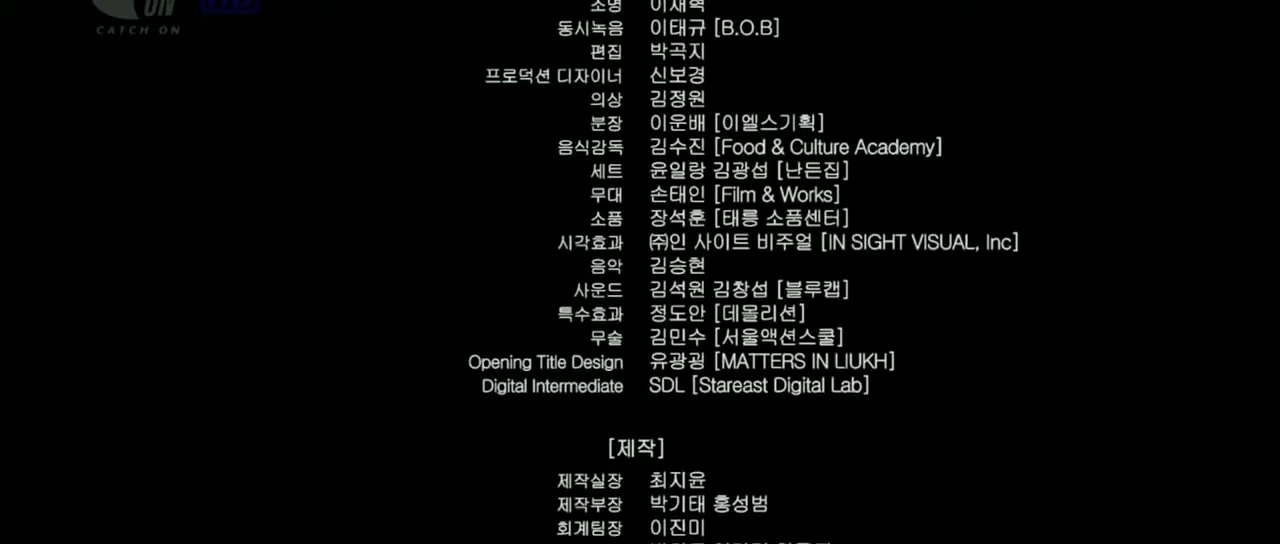 ON
CATCH ON
조명 이재혁
동시녹음 이태규 [B.O.B]
편집 박곡지
프로덕션 디자이너 신보경
의상 김정원
분장 이운배 [이엘스기획]
음식감독 김수진 [Food & Culture Academy]
세트 윤일랑 김광섭 [난든집]
무대 손태인 [Film & Works]
소품 장석훈 [태릉 소품센터]
시각효과 ㈜인 사이트 비주얼 [IN SIGHT VISUAL, Inc]
음악 김승현
사운드 김석원 김창섭 [블루캡]
특수효과 정도안 [데몰리션]
무술 김민수 [서울액션스쿨]
Opening Title Design 유광굉 [MATTERS IN LIUKH]
Digital Intermediate SDL [Stareast Digital Lab]
[제작]
제작실장 최지윤
제작부장 박기태 홍성범
회계팀장 이진미